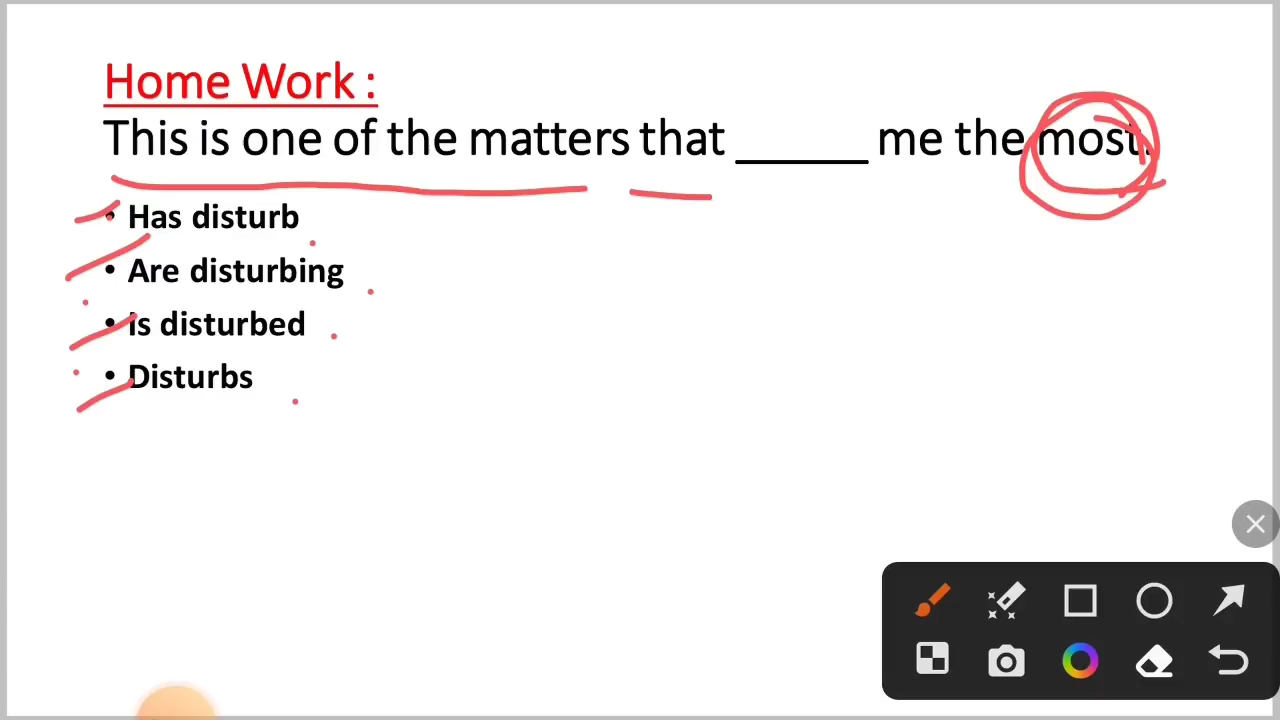 Home Work :
This is one of the matters that ______ me the most.
• Has disturb
• Are disturbing
• Is disturbed
• Disturbs